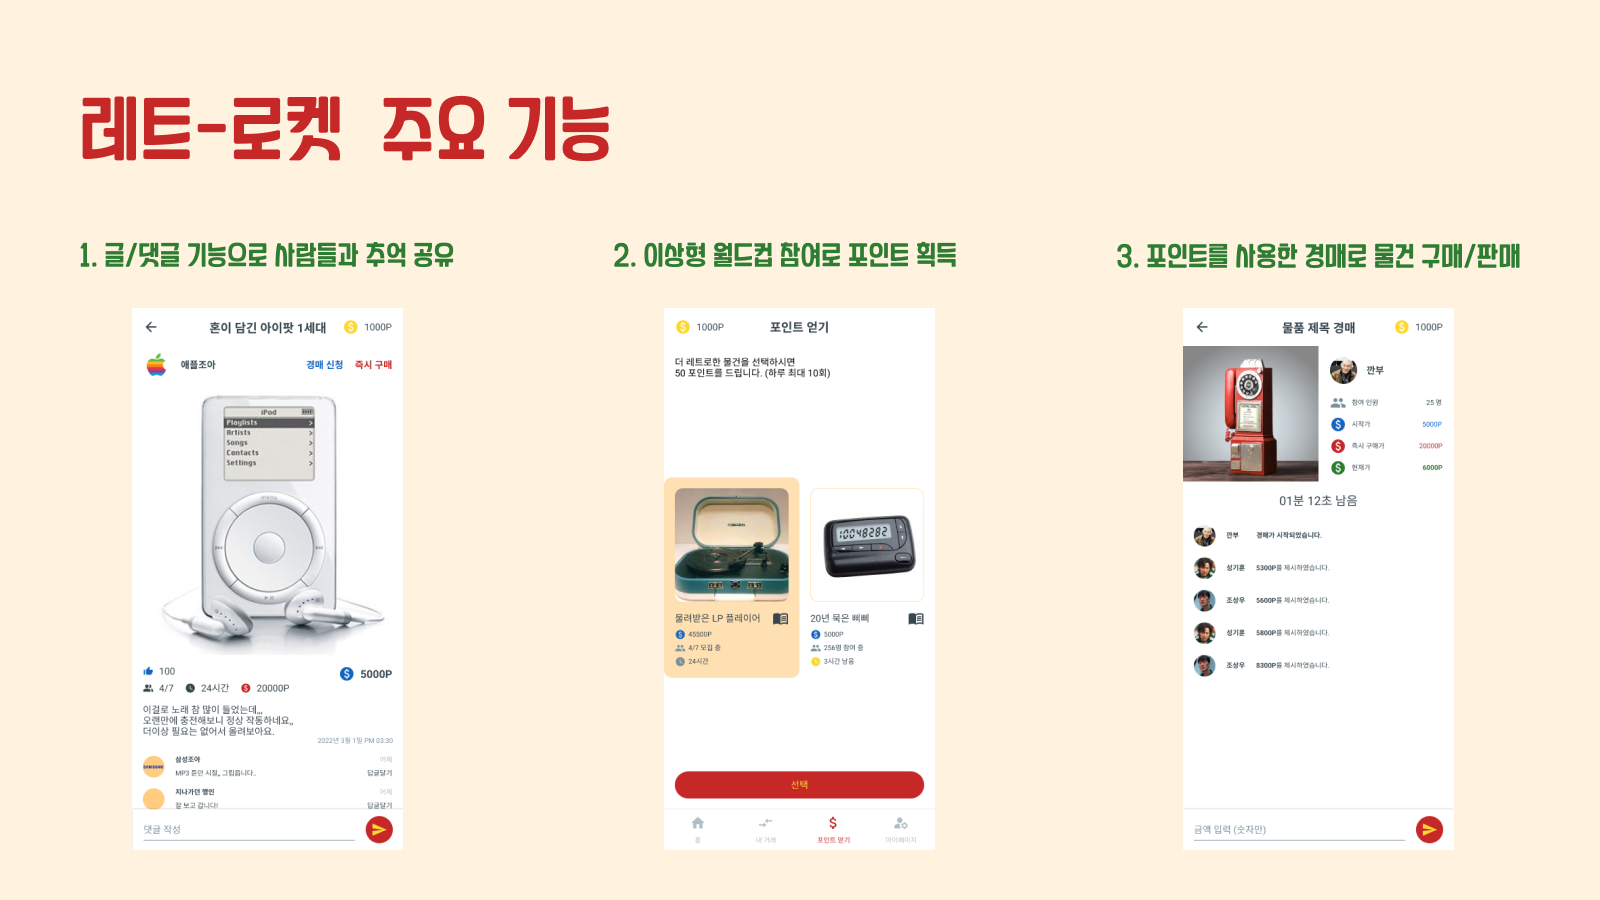 레트-로켓 주요 기능
1. 글/댓글 기능으로 사람들과 추억 공유
혼이 담긴 아이팟 1세대
1000P
애플조아
경매 신청 즉시 구매
iPod
Playlists
Artists
Songs
Contacts
Settings
MENU
100
5000P
4/7 24시간 20000P
이걸로 노래 참 많이 들었는데,,,
오랜만에 충전해보니 정상 작동하네요,,
더이상 필요는 없어서 올려보아요.
2022년 3월 1일 PM 03:30
삼성조아
어제
SAMSUNG
MP3 듣던 시절,, 그립읍니다..
답글달기
지나가던 행인
어제
잘 보고 갑니다!
답글달기
댓글 작성
2. 이상형 월드컵 참여로 포인트 획득
1000P
포인트 얻기
더 레트로한 물건을 선택하시면
50 포인트를 드립니다. (하루 최대 10회)
10048282
물려받은 LP 플레이어
45500P
4/7 모집 중
24시간
20년 묵은 삐삐
5000P
256명 참여 중
3시간 남음
선택
홈
내 거래
포인트 얻기
마이페이지
3. 포인트를 사용한 경매로 물건 구매/판매
물품 제목 경매
1000P
깐부
참여 인원 25 명
시작가 5000P
즉시 구매가 20000P
현재가 6000P
01분 12초 남음
깐부 경매가 시작되었습니다.
성기훈 5300P를 제시하였습니다.
조상우 5600P를 제시하였습니다.
성기훈 5800P를 제시하였습니다.
조상우 8300P를 제시하였습니다.
금액 입력 (숫자만)